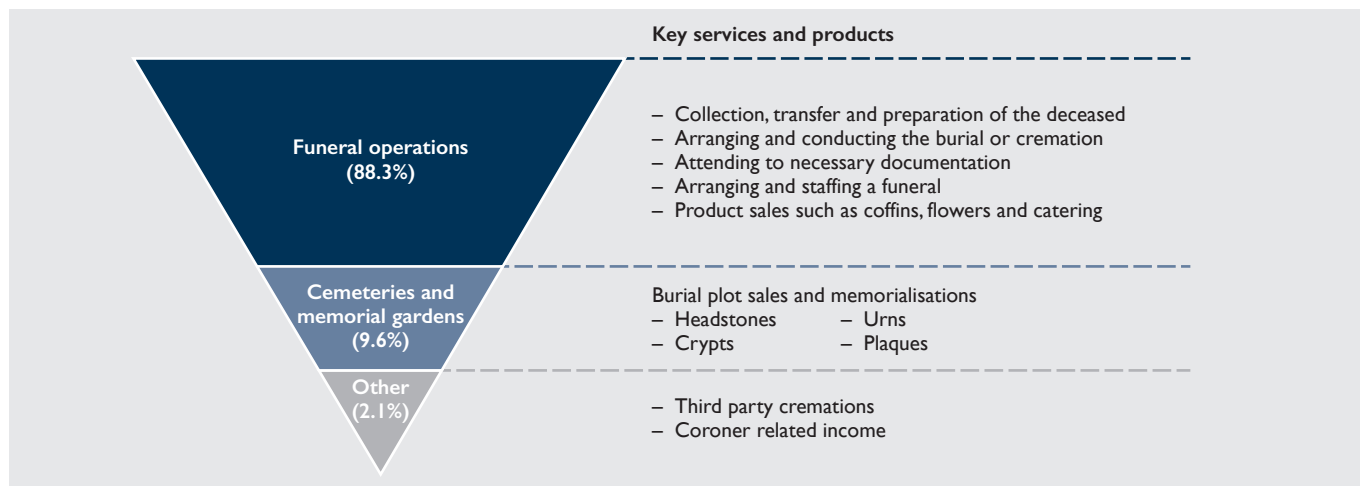 Key services and products
Funeral operations
(88.3%)
– Collection, transfer and preparation of the deceased
– Arranging and conducting the burial or cremation
– Attending to necessary documentation
– Arranging and staffing a funeral
– Product sales such as coffins, flowers and catering
Cemeteries and
memorial gardens
(9.6%)
Burial plot sales and memorialisations
– Headstones – Urns
– Crypts – Plaques
Other
(2.1%)
– Third party cremations
– Coroner related income